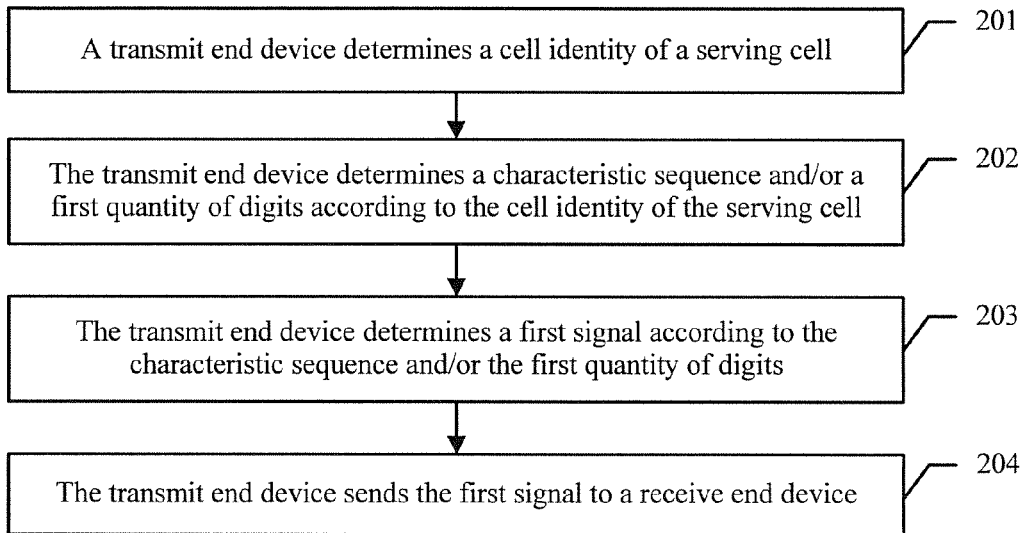 A transmit end device determines a cell identity of a serving cell
201
The transmit end device determines a characteristic sequence and/or a
first quantity of digits according to the cell identity of the serving cell
202
The transmit end device determines a first signal according to the
characteristic sequence and/or the first quantity of digits
203
The transmit end device sends the first signal to a receive end device
204